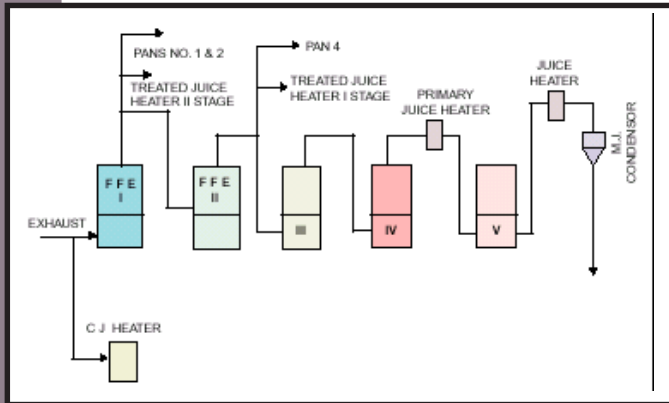 PANS NO. 1 & 2
TREATED JUICE
HEATER II STAGE
PAN 4
TREATED JUICE
HEATER I STAGE
PRIMARY
JUICE HEATER
JUICE
HEATER
M.J.
CONDENSOR
F F E
I
F F E
II
III
IV
V
EXHAUST
C J HEATER